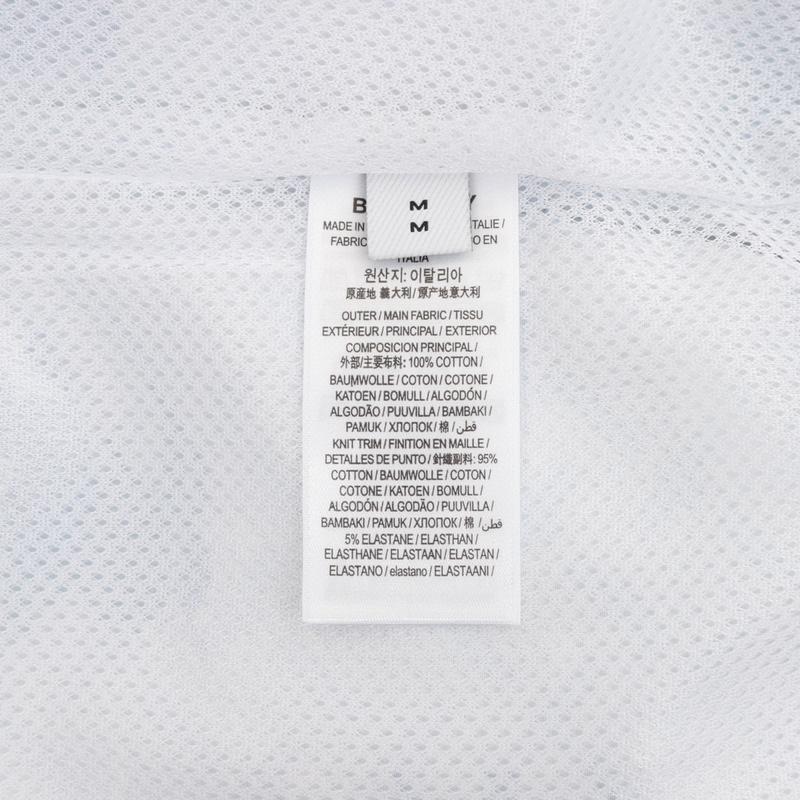 M
M
MADE IN TALIE /
FABRIC O EN
ITALIA
원산지: 이탈리아
原産地 義大利 / 原产地意大利
OUTER / MAIN FABRIC / TISSU
EXTÉRIEUR / PRINCIPAL / EXTERIOR
COMPOSICION PRINCIPAL /
外部/主要布料: 100% COTTON /
BAUMWOLLE / COTON / COTONE /
KATOEN / BOMULL / ALGODÓN /
ALGODÃO / PUUVILLA / BAMBAKI /
PAMUK / ХЛОПОК / 棉 / قطن
KNIT TRIM / FINITION EN MAILLE /
DETALLES DE PUNTO / 針織副料: 95%
COTTON / BAUMWOLLE / COTON /
COTONE / KATOEN / BOMULL /
ALGODÓN / ALGODÃO / PUUVILLA /
BAMBAKI / PAMUK / ХЛОПОК / 棉 / قطن
5% ELASTANE / ELASTHAN /
ELASTHANE / ELASTAAN / ELASTAN /
ELASTANO / elastano / ELASTAANI /